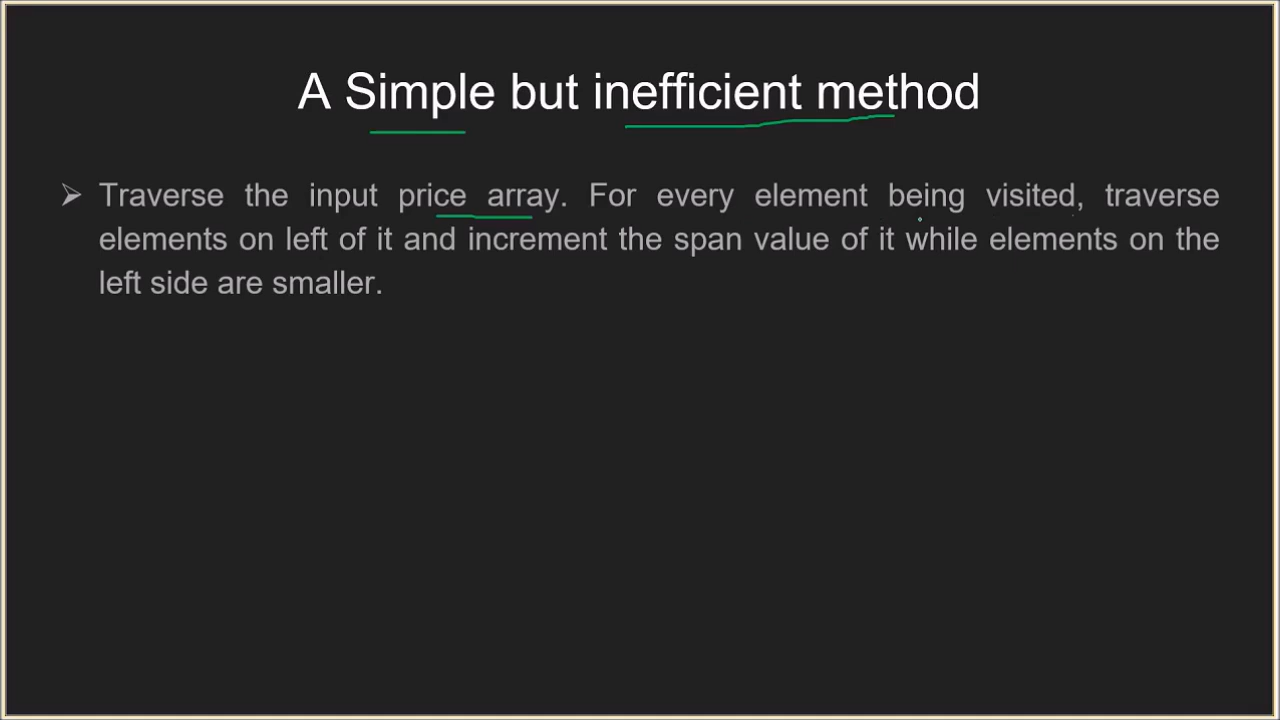 A Simple but inefficient method
➢ Traverse the input price array. For every element being visited, traverse
elements on left of it and increment the span value of it while elements on the
left side are smaller.